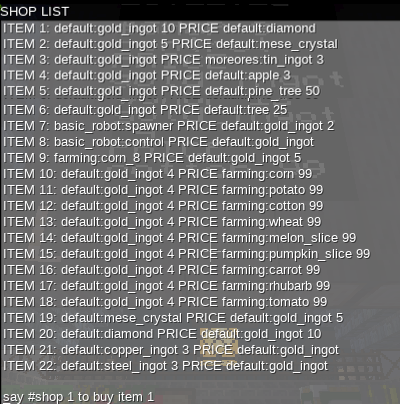 SHOP LIST
ITEM 1: default:gold_ingot 10 PRICE default:diamond
ITEM 2: default:gold_ingot 5 PRICE default:mese_crystal
ITEM 3: default:gold_ingot PRICE moreores:tin_ingot 3
ITEM 4: default:gold_ingot PRICE default:apple 3
ITEM 5: default:gold_ingot PRICE default:pine_tree 50
ITEM 6: default:gold_ingot PRICE default:tree 25
ITEM 7: basic_robot:spawner PRICE default:gold_ingot 2
ITEM 8: basic_robot:control PRICE default:gold_ingot
ITEM 9: farming:corn_8 PRICE default:gold_ingot 5
ITEM 10: default:gold_ingot 4 PRICE farming:corn 99
ITEM 11: default:gold_ingot 4 PRICE farming:potato 99
ITEM 12: default:gold_ingot 4 PRICE farming:cotton 99
ITEM 13: default:gold_ingot 4 PRICE farming:wheat 99
ITEM 14: default:gold_ingot 4 PRICE farming:melon_slice 99
ITEM 15: default:gold_ingot 4 PRICE farming:pumpkin_slice 99
ITEM 16: default:gold_ingot 4 PRICE farming:carrot 99
ITEM 17: default:gold_ingot 4 PRICE farming:rhubarb 99
ITEM 18: default:gold_ingot 4 PRICE farming:tomato 99
ITEM 19: default:mese_crystal PRICE default:gold_ingot 5
ITEM 20: default:diamond PRICE default:gold_ingot 10
ITEM 21: default:copper_ingot 3 PRICE default:gold_ingot
ITEM 22: default:steel_ingot 3 PRICE default:gold_ingot
say #shop 1 to buy item 1